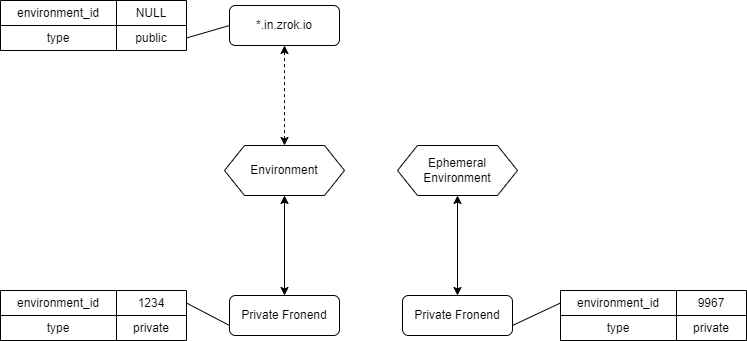 environment_id NULL
type public
*.in.zrok.io
Environment
Ephemeral
Environment
environment_id 1234
type private
Private Fronend
Private Fronend
environment_id 9967
type private